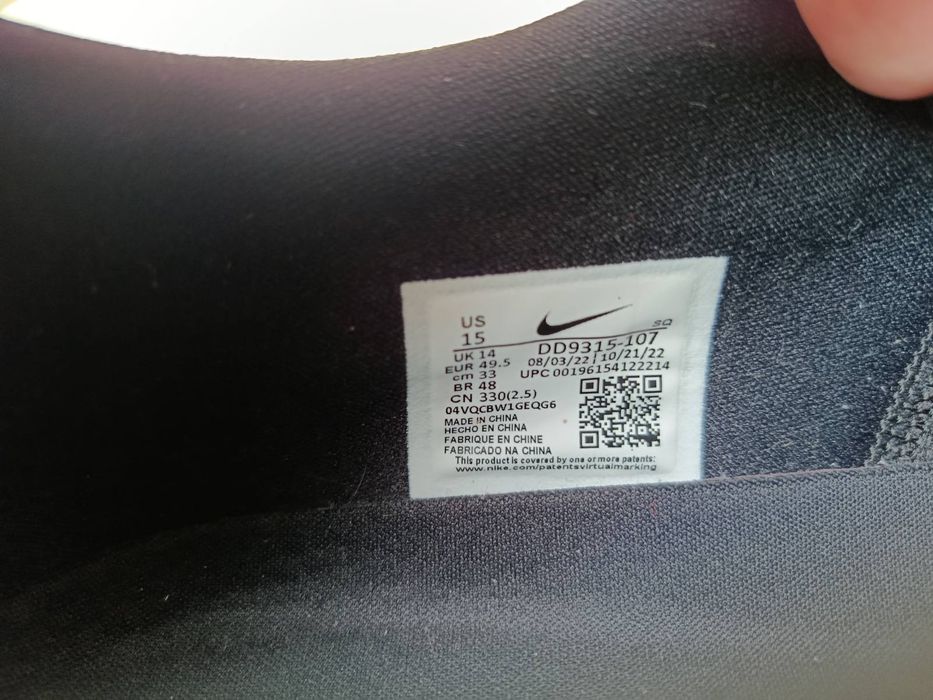 US
15
SQ
UK 14
DD9315-107
EUR 49.5
08/03/22 | 10/21/22
cm 33
UPC 00196154122214
BR 48
CN 330(2.5)
04VQCBW1GEQG6
MADE IN CHINA
HECHO EN CHINA
FABRIQUE EN CHINE
FABRICADO NA CHINA
This product is covered by one or more patents:
www.nike.com/patentsvirtualmarking